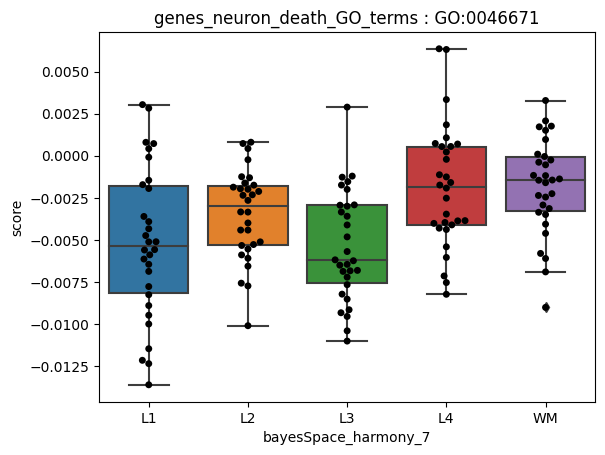 genes_neuron_death_GO_terms : GO:0046671
0.0050
0.0025
0.0000
−0.0025
−0.0050
−0.0075
−0.0100
−0.0125
score
L1 L2 L3 L4 WM
bayesSpace_harmony_7